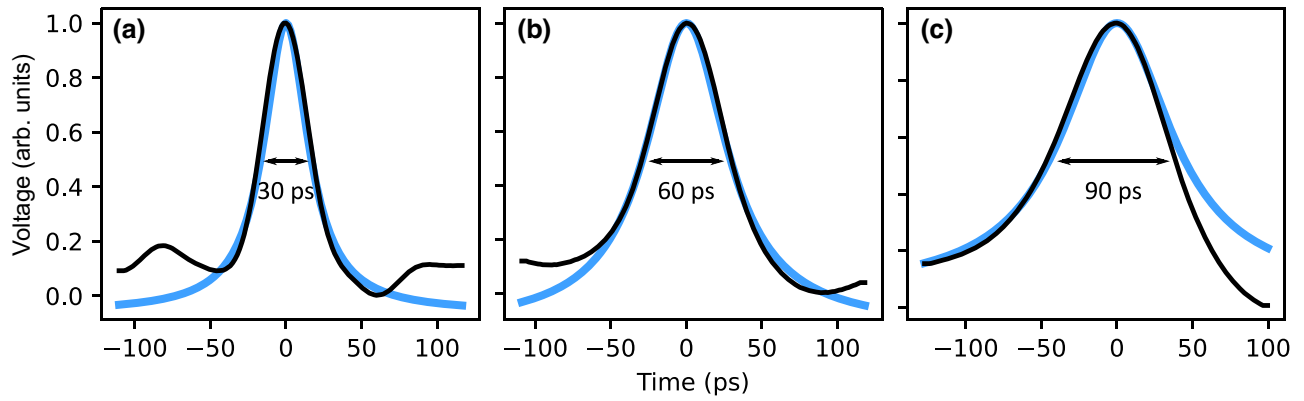 (a)
(b)
(c)
Voltage (arb. units)
1.0
0.8
0.6
0.4
0.2
0.0
30 ps
60 ps
90 ps
−100 −50 0 50 100
−100 −50 0 50 100
−100 −50 0 50 100
Time (ps)